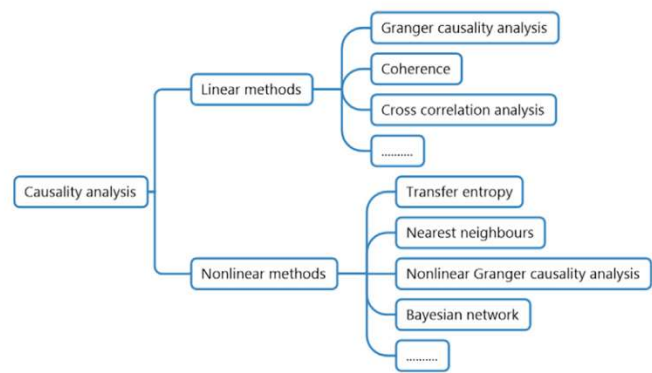 Granger causality analysis
Linear methods
Coherence
Cross correlation analysis
..........
Causality analysis
Transfer entropy
Nearest neighbours
Nonlinear methods
Nonlinear Granger causality analysis
Bayesian network
..........